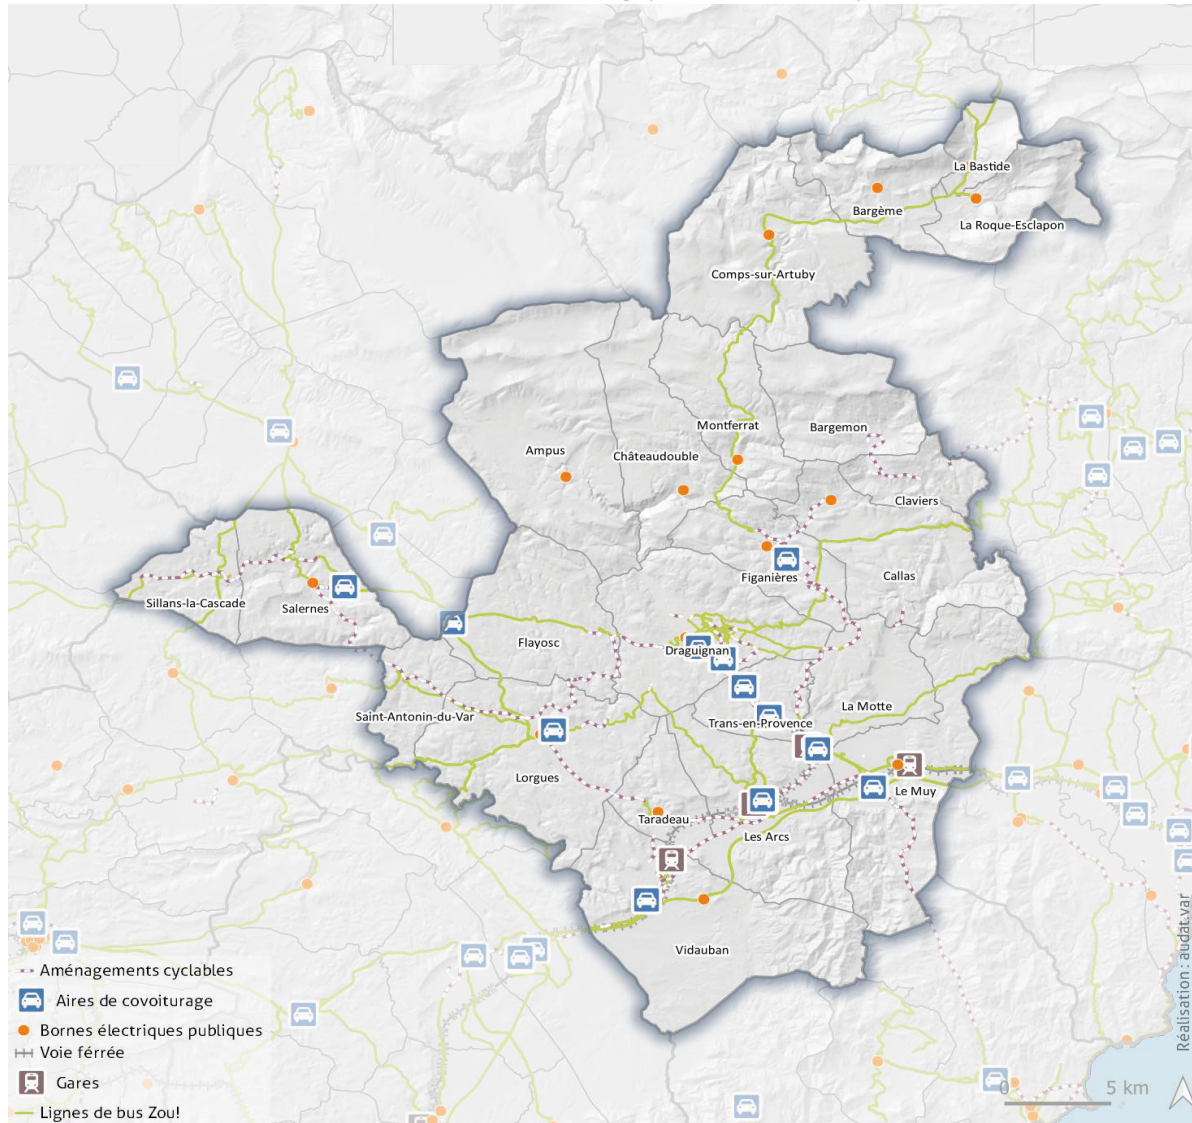 La Bastide
Bargème
La Roque-Esclapon
Comps-sur-Artuby
Montferrat
Bargemon
Ampus
Châteaudouble
Claviers
Figanières
Callas
Sillans-la-Cascade
Salernes
Flayosc
Draguignan
La Motte
Saint-Antonin-du-Var
Trans-en-Provence
Lorgues
Le Muy
Taradeau
Les Arcs
Vidauban
Aménagements cyclables
Aires de covoiturage
Bornes électriques publiques
Voie férrée
Gares
Lignes de bus Zou!
0 5 km
Réalisation : audat.var